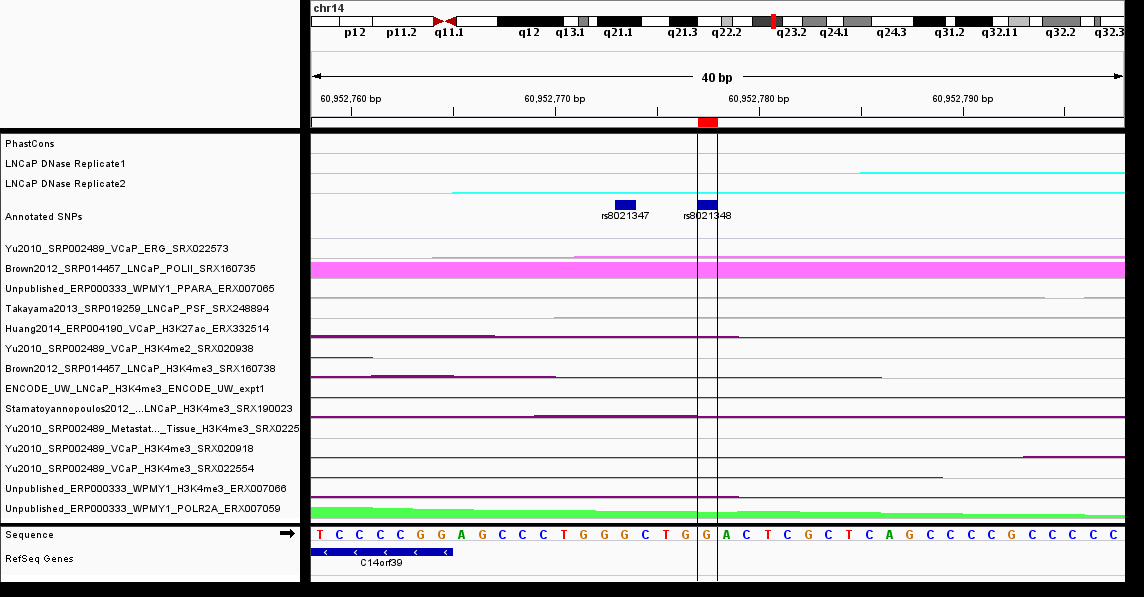 chr14
p12 p11.2 q11.1 q12 q13.1 q21.1 q21.3 q22.2 q23.2 q24.1 q24.3 q31.2 q32.11 q32.2 q32.3
40 bp
60,952,760 bp 60,952,770 bp 60,952,780 bp 60,952,790 bp
PhastCons
LNCaP DNase Replicate1
LNCaP DNase Replicate2
Annotated SNPs
rs8021347 rs8021348
Yu2010_SRP002489_VCaP_ERG_SRX022573
Brown2012_SRP014457_LNCaP_POLII_SRX160735
Unpublished_ERP000333_WPMY1_PPARA_ERX007065
Takayama2013_SRP019259_LNCaP_PSF_SRX248894
Huang2014_ERP004190_VCaP_H3K27ac_ERX332514
Yu2010_SRP002489_VCaP_H3K4me2_SRX020938
Brown2012_SRP014457_LNCaP_H3K4me3_SRX160738
ENCODE_UW_LNCaP_H3K4me3_ENCODE_UW_expt1
Stamatoyannopoulos2012_..._LNCaP_H3K4me3_SRX190023
Yu2010_SRP002489_Metastat..._Tissue_H3K4me3_SRX0225
Yu2010_SRP002489_VCaP_H3K4me3_SRX020918
Yu2010_SRP002489_VCaP_H3K4me3_SRX022554
Unpublished_ERP000333_WPMY1_H3K4me3_ERX007066
Unpublished_ERP000333_WPMY1_POLR2A_ERX007059
Sequence T C C C C G G A G C C C T G G G C T G G A C T C G C T C A G C C C C G C C C C C
RefSeq Genes
C14orf39